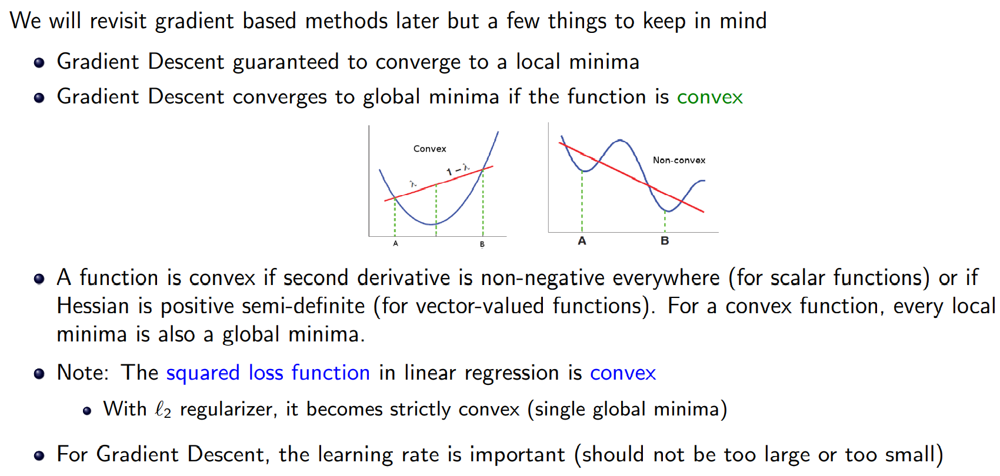 We will revisit gradient based methods later but a few things to keep in mind
Gradient Descent guaranteed to converge to a local minima
Gradient Descent converges to global minima if the function is convex
Convex
λ
1 − λ
A
B
Non-convex
A
B
A function is convex if second derivative is non-negative everywhere (for scalar functions) or if
Hessian is positive semi-definite (for vector-valued functions). For a convex function, every local
minima is also a global minima.
Note: The squared loss function in linear regression is convex
With ℓ₂ regularizer, it becomes strictly convex (single global minima)
For Gradient Descent, the learning rate is important (should not be too large or too small)